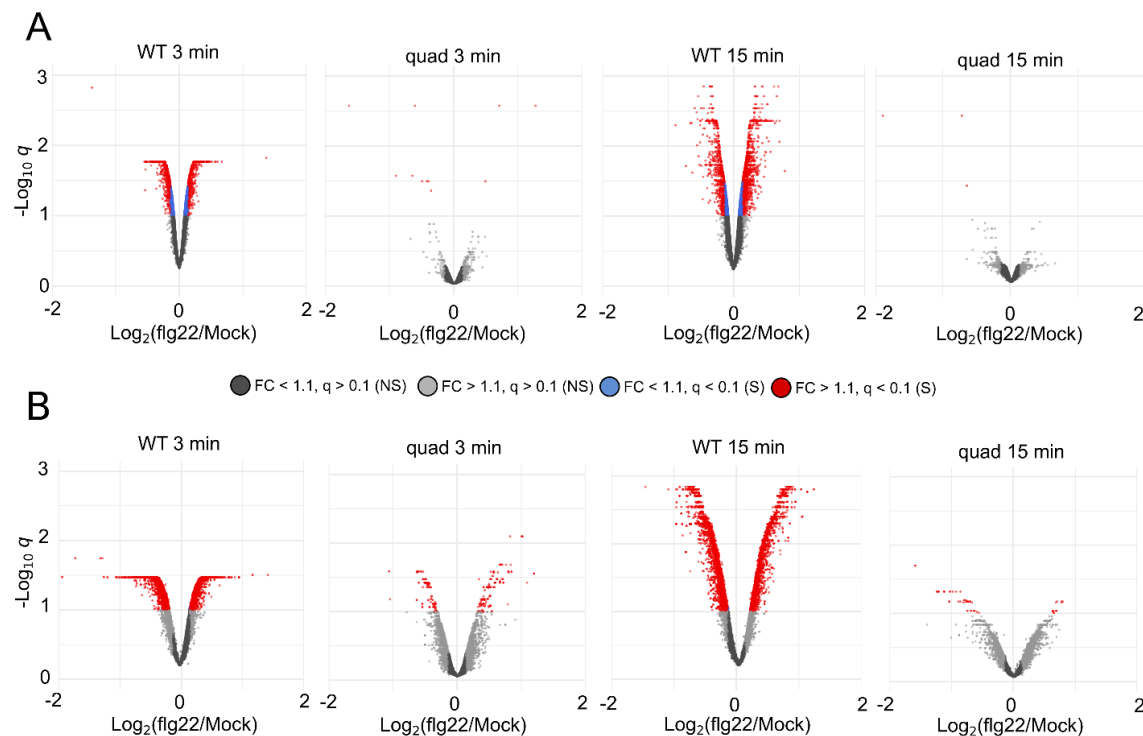 A
WT 3 min
quad 3 min
WT 15 min
quad 15 min
3
2
1
0
-Log10 q
-2 0 2
-2 0 2
-2 0 2
-2 0 2
Log2(flg22/Mock)
Log2(flg22/Mock)
Log2(flg22/Mock)
Log2(flg22/Mock)
FC < 1.1, q > 0.1 (NS) FC > 1.1, q > 0.1 (NS) FC < 1.1, q < 0.1 (S) FC > 1.1, q < 0.1 (S)
B
WT 3 min
quad 3 min
WT 15 min
quad 15 min
3
2
1
0
-Log10 q
-2 0 2
-2 0 2
-2 0 2
-2 0 2
Log2(flg22/Mock)
Log2(flg22/Mock)
Log2(flg22/Mock)
Log2(flg22/Mock)